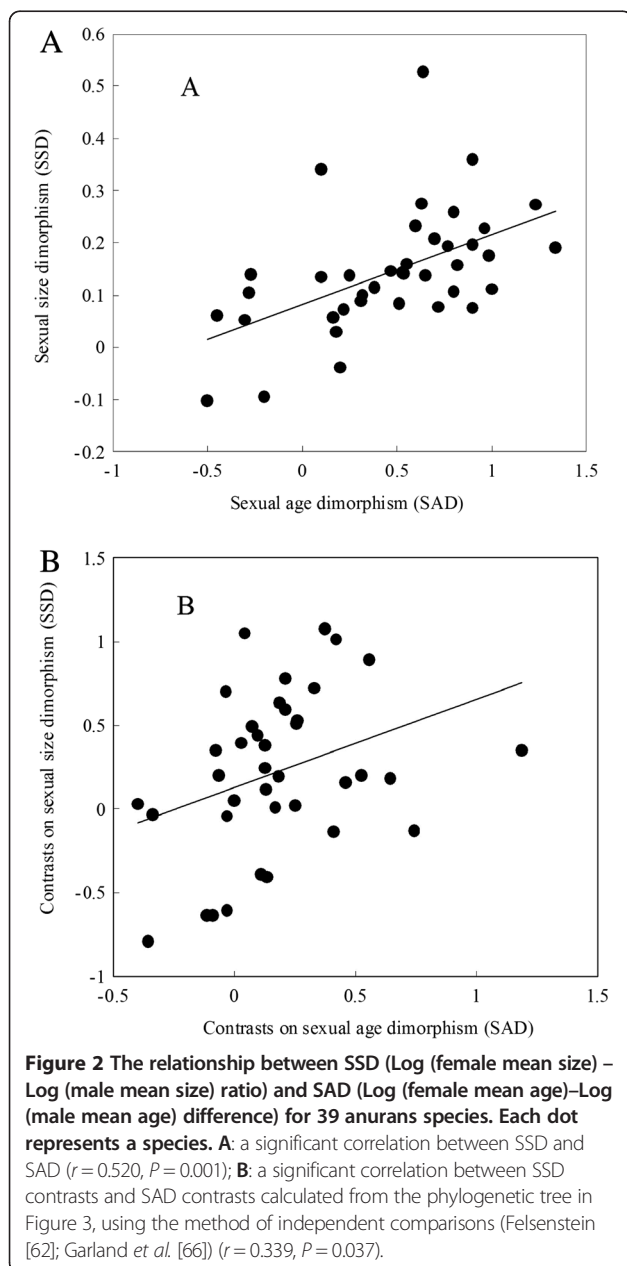 A
0.6
0.5
A
0.4
0.3
0.2
0.1
0
-0.1
0.2
-1
-0.5
0
0.5
1
1.5
Sexual size dimorphism (SSD)
Sexual age dimorphism (SAD)
B
1.5
B
1
0.5
0
-0.5
-1
-0.5
0
0.5
1
1.5
Contrasts on sexual size dimorphism (SSD)
Contrasts on sexual age dimorphism (SAD)
Figure 2 The relationship between SSD (Log (female mean size) –
Log (male mean size) ratio) and SAD (Log (female mean age)–Log
(male mean age) difference) for 39 anurans species. Each dot
represents a species. A: a significant correlation between SSD and
SAD (r = 0.520, P = 0.001); B: a significant correlation between SSD
contrasts and SAD contrasts calculated from the phylogenetic tree in
Figure 3, using the method of independent comparisons (Felsenstein
[62]; Garland et al. [66]) (r = 0.339, P = 0.037).